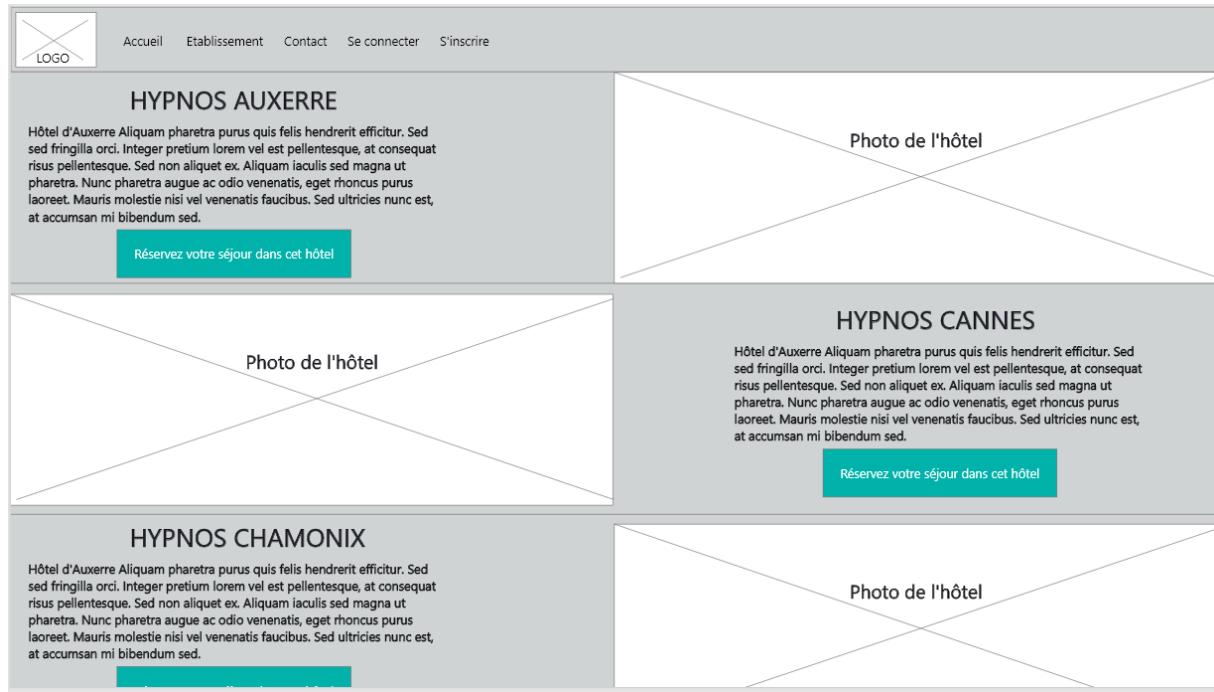 LOGO
Accueil Etablissement Contact Se connecter S'inscrire
HYPNOS AUXERRE
Hôtel d'Auxerre Aliquam pharetra purus quis felis hendrerit efficitur. Sed
sed fringilla orci. Integer pretium lorem vel est pellentesque, at consequat
risus pellentesque. Sed non aliquet ex. Aliquam iaculis sed magna ut
pharetra. Nunc pharetra augue ac odio venenatis, eget rhoncus purus
laoreet. Mauris molestie nisi vel venenatis faucibus. Sed ultricies nunc est,
at accumsan mi bibendum sed.
Réservez votre séjour dans cet hôtel
Photo de l'hôtel
Photo de l'hôtel
HYPNOS CANNES
Hôtel d'Auxerre Aliquam pharetra purus quis felis hendrerit efficitur. Sed
sed fringilla orci. Integer pretium lorem vel est pellentesque, at consequat
risus pellentesque. Sed non aliquet ex. Aliquam iaculis sed magna ut
pharetra. Nunc pharetra augue ac odio venenatis, eget rhoncus purus
laoreet. Mauris molestie nisi vel venenatis faucibus. Sed ultricies nunc est,
at accumsan mi bibendum sed.
Réservez votre séjour dans cet hôtel
HYPNOS CHAMONIX
Hôtel d'Auxerre Aliquam pharetra purus quis felis hendrerit efficitur. Sed
sed fringilla orci. Integer pretium lorem vel est pellentesque, at consequat
risus pellentesque. Sed non aliquet ex. Aliquam iaculis sed magna ut
pharetra. Nunc pharetra augue ac odio venenatis, eget rhoncus purus
laoreet. Mauris molestie nisi vel venenatis faucibus. Sed ultricies nunc est,
at accumsan mi bibendum sed.
Photo de l'hôtel